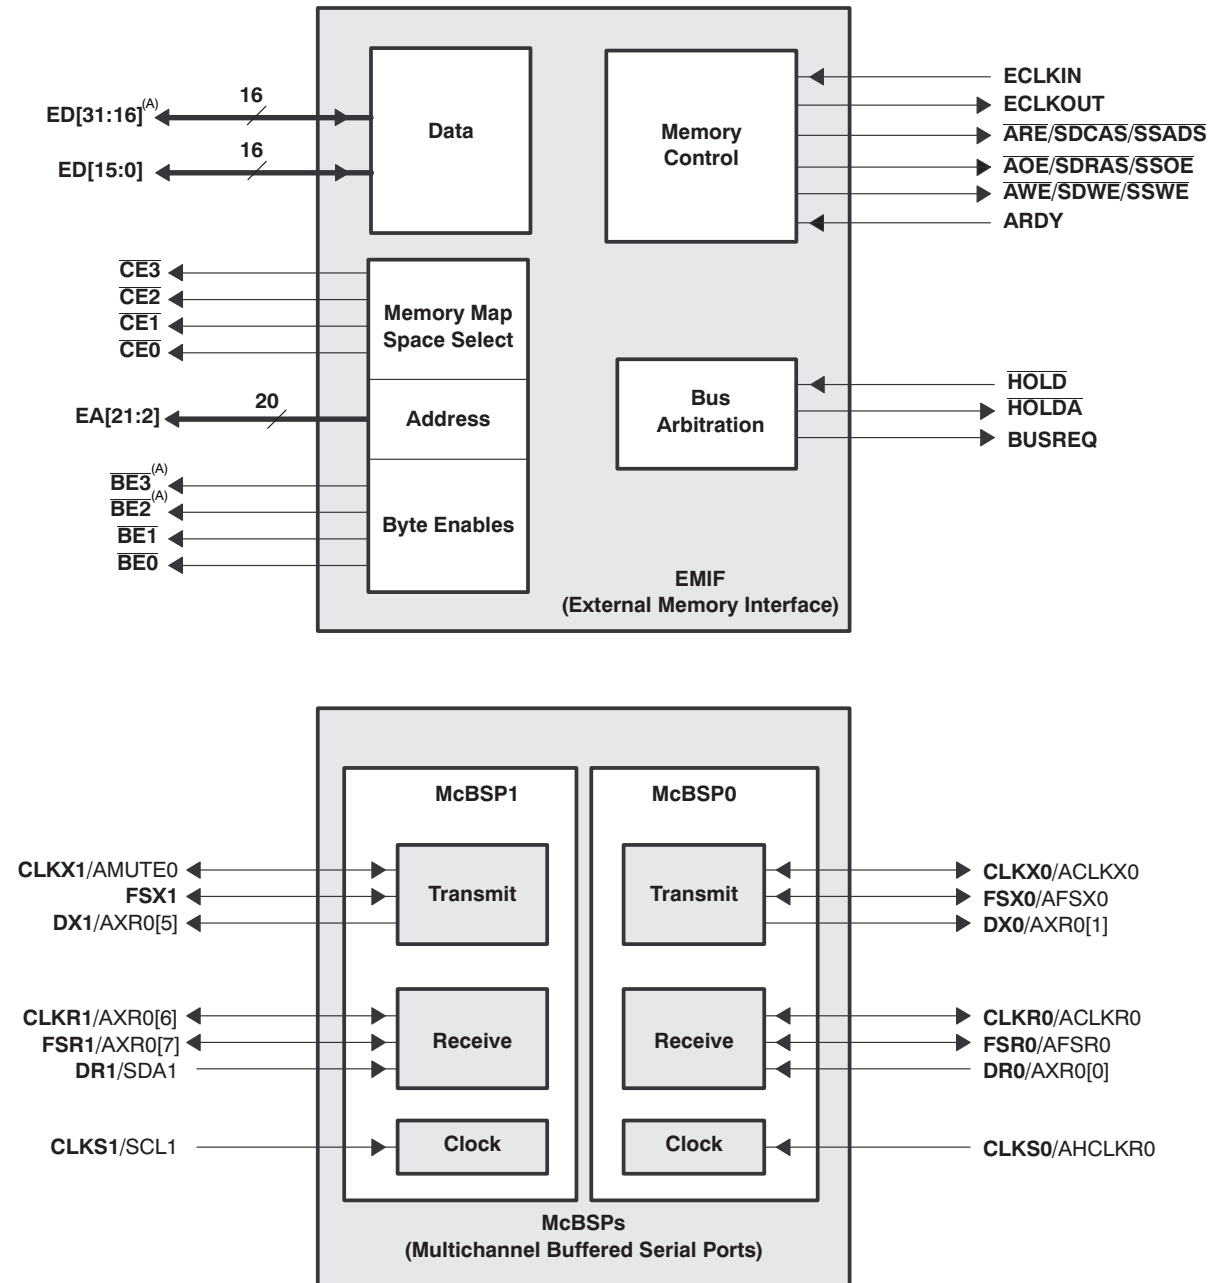 ED[31:16](A)
16
ED[15:0]
16
Data
Memory
Control
ECLKIN
ECLKOUT
ARE/SDCAS/SSADS
AOE/SDRAS/SSOE
AWE/SDWE/SSWE
ARDY
CE3
CE2
CE1
CE0
Memory Map
Space Select
EA[21:2]
20
Address
BE3(A)
BE2(A)
BE1
BE0
Byte Enables
Bus
Arbitration
HOLD
HOLDA
BUSREQ
EMIF
(External Memory Interface)
McBSP1
McBSP0
CLKX1/AMUTE0
FSX1
DX1/AXR0[5]
Transmit
Transmit
CLKX0/ACLKX0
FSX0/AFSX0
DX0/AXR0[1]
CLKR1/AXR0[6]
FSR1/AXR0[7]
DR1/SDA1
Receive
Receive
CLKR0/ACLKR0
FSR0/AFSR0
DR0/AXR0[0]
CLKS1/SCL1
Clock
Clock
CLKS0/AHCLKR0
McBSPs
(Multichannel Buffered Serial Ports)